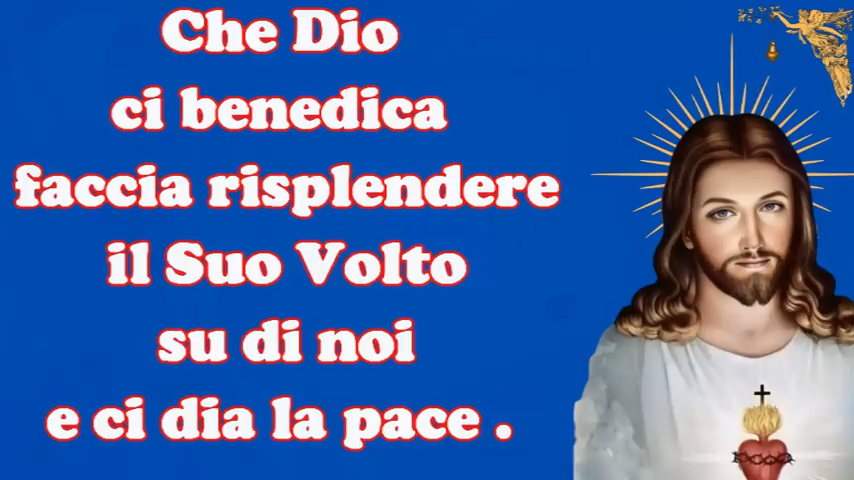 Che Dio
ci benedica
faccia risplendere
il Suo Volto
su di noi
e ci dia la pace .